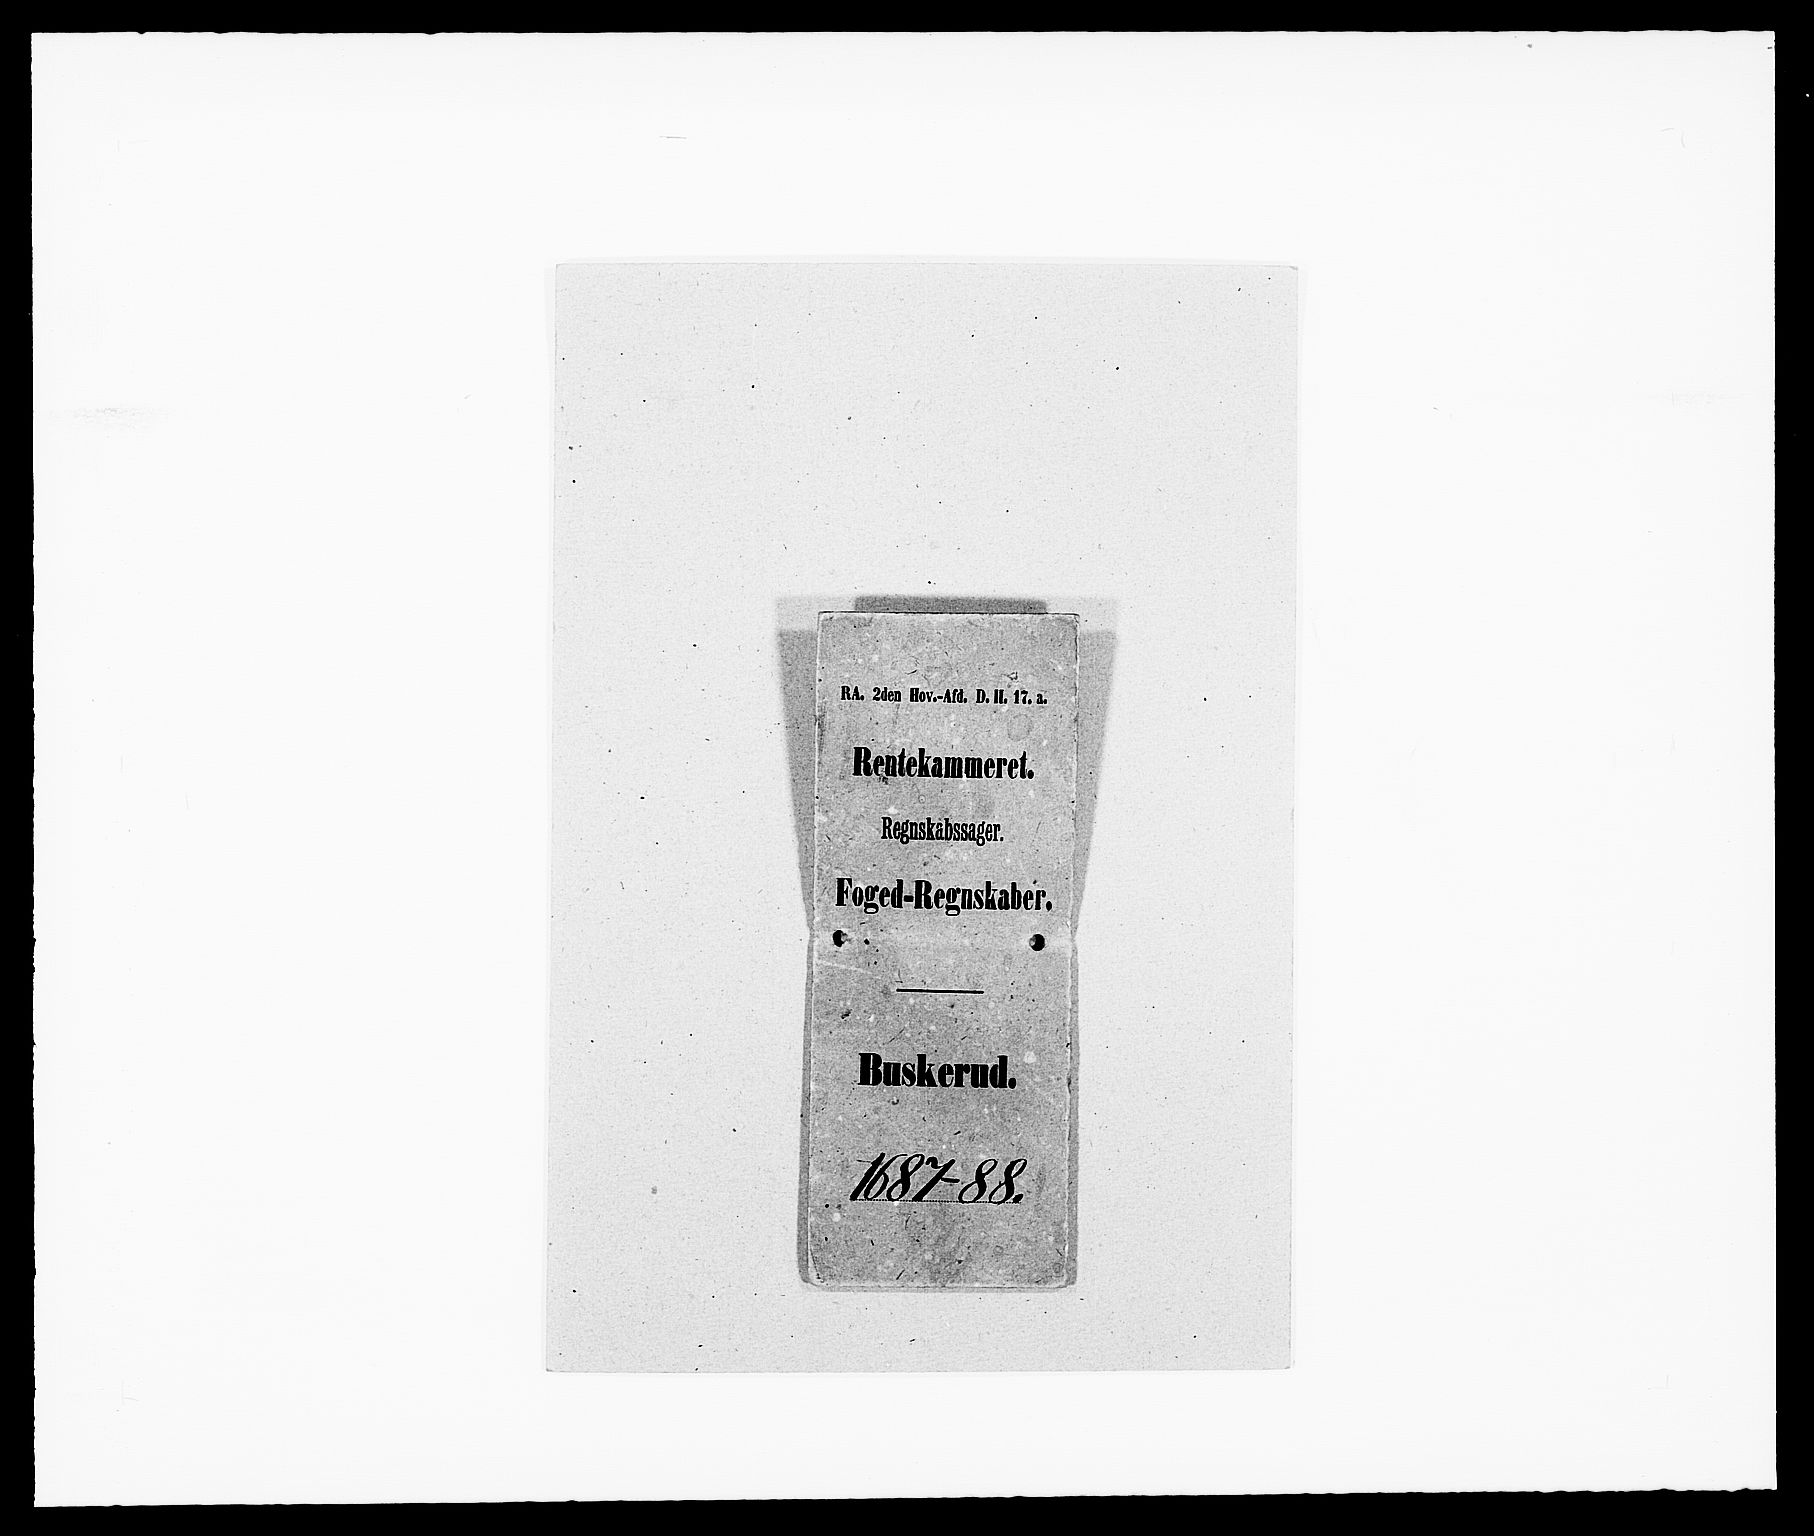 RA. 2den Hov.-Afd. D. II. 17. a.
Rentekammeret.
Regnskabssager.
Foged-Regnskaber.
Buskerud.
1687-88.